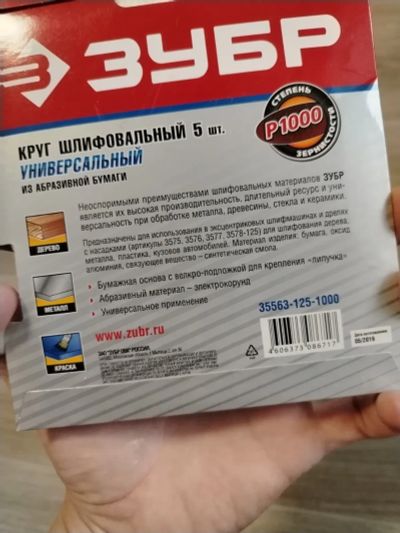 ЗУБР
СТЕПЕНЬ
P1000
ЗЕРНИСТОСТИ
КРУГ ШЛИФОВАЛЬНЫЙ 5 шт.
УНИВЕРСАЛЬНЫЙ
ИЗ АБРАЗИВНОЙ БУМАГИ
Неоспоримыми преимуществами шлифовальных материалов ЗУБР
является их высокая производительность, длительный ресурс и уни-
версальность при обработке металла, древесины, стекла и керамики.
Предназначены для использования в эксцентриковых шлифмашинах и дрелях
с насадками (артикулы 3575, 3576, 3577, 3578-125) для шлифования дерева,
металла, пластика, кузовов автомобилей. Материал изделия: бумага, оксид
алюминия, связующее вещество – синтетическая смола.
• Бумажная основа с велкро-подложкой для крепления "липучка"
• Абразивный материал – электрокорунд
• Универсальное применение
ДЕРЕВО
МЕТАЛЛ
КРАСКА
35563-125-1000
www.zubr.ru
4606373 086717
Дата изготовления
05/2019